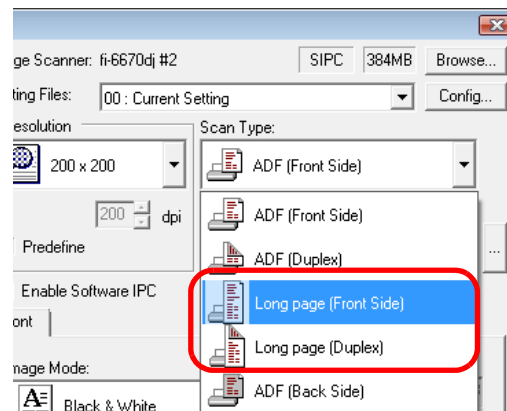 ge Scanner: fi-6670dj #2 SIPC 384MB Browse...
ting Files: 00 : Current Setting Config...
esolution Scan Type:
200 x 200 ADF (Front Side)
200 dpi ADF (Front Side)
Predefine ADF (Duplex) ...
Enable Software IPC Long page (Front Side)
ont Long page (Duplex)
mage Mode: ADF (Back Side)
Black & White